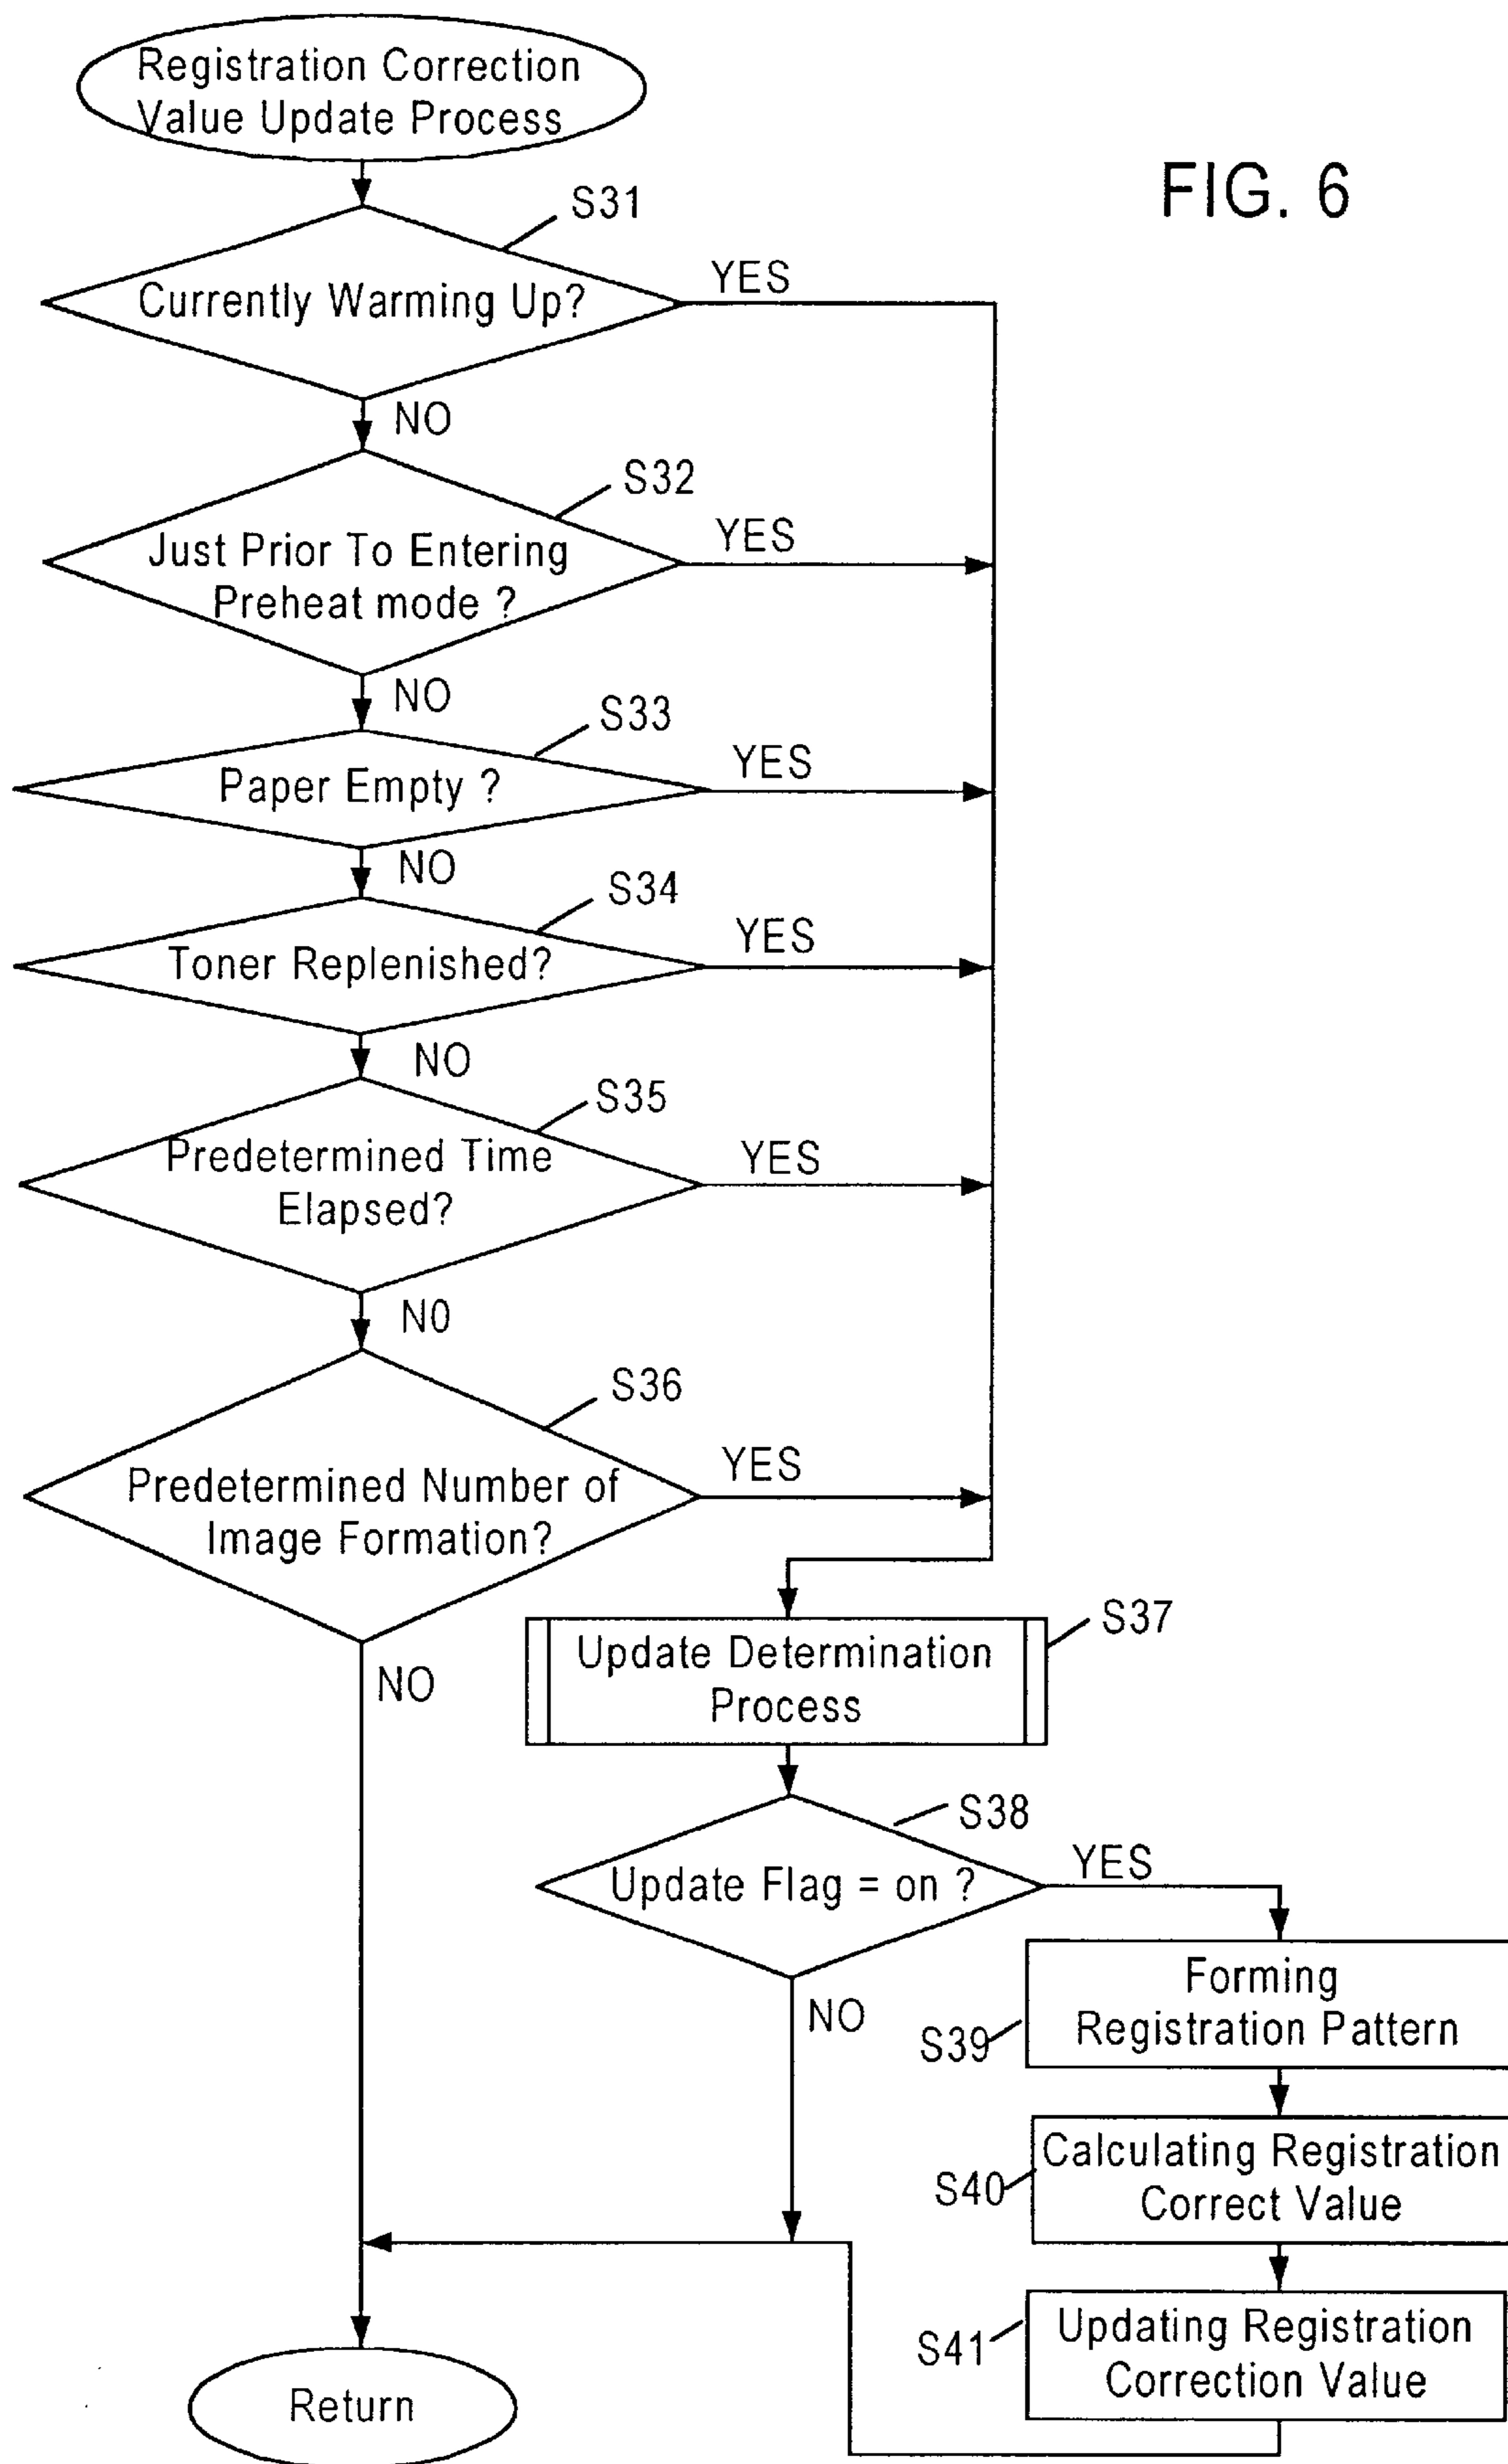 Registration Correction
Value Update Process
FIG. 6
S31
Currently Warming Up?
YES
NO
S32
Just Prior To Entering
Preheat mode ?
YES
NO
S33
Paper Empty ?
YES
NO
S34
Toner Replenished?
YES
NO
S35
Predetermined Time
Elapsed?
YES
N0
S36
Predetermined Number of
Image Formation?
YES
NO
S37
Update Determination
Process
S38
Update Flag = on ?
YES
NO
Forming
Registration Pattern
S39
Calculating Registration
Correct Value
S40
Updating Registration
Correction Value
S41
Return